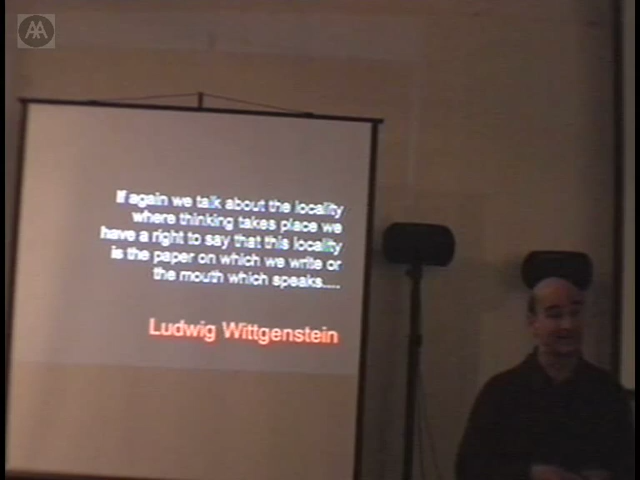 AA
If again we talk about the locality
where thinking takes place we
have a right to say that this locality
is the paper on which we write or
the mouth which speaks....
Ludwig Wittgenstein